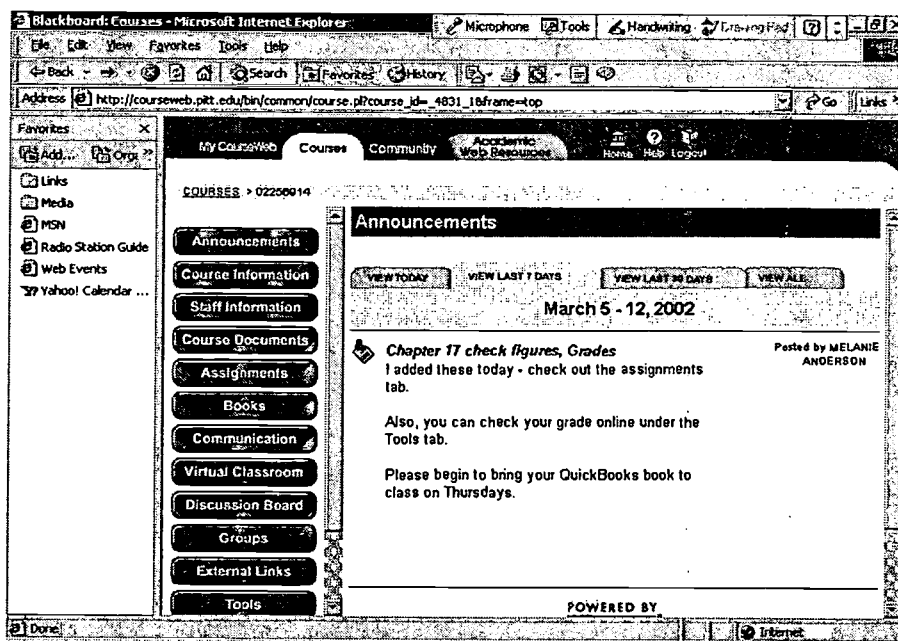 Blackboard: Courses - Microsoft Internet Explorer
Microphone Tools Handwriting Drawing Pad
File Edit View Favorites Tools Help
Back Search Favorites History
Address http://courseweb.pitt.edu/bin/common/course.pl?course_id=_4831_1&frame=top Go Links »
Favorites ×
Add... Orga »
Links
Media
MSN
Radio Station Guide
Web Events
Yahoo! Calendar ...
My CourseWeb Courses Community Academic Web Resources Home Help Logout
COURSES > 02256914
Announcements
Course Information
Staff Information
Course Documents
Assignments
Books
Communication
Virtual Classroom
Discussion Board
Groups
External Links
Tools
Announcements
VIEW TODAY VIEW LAST 7 DAYS VIEW LAST 30 DAYS VIEW ALL
March 5 - 12, 2002
Chapter 17 check figures, Grades
Posted by MELANIE
ANDERSON
I added these today - check out the assignments
tab.
Also, you can check your grade online under the
Tools tab.
Please begin to bring your QuickBooks book to
class on Thursdays.
POWERED BY
Done Internet